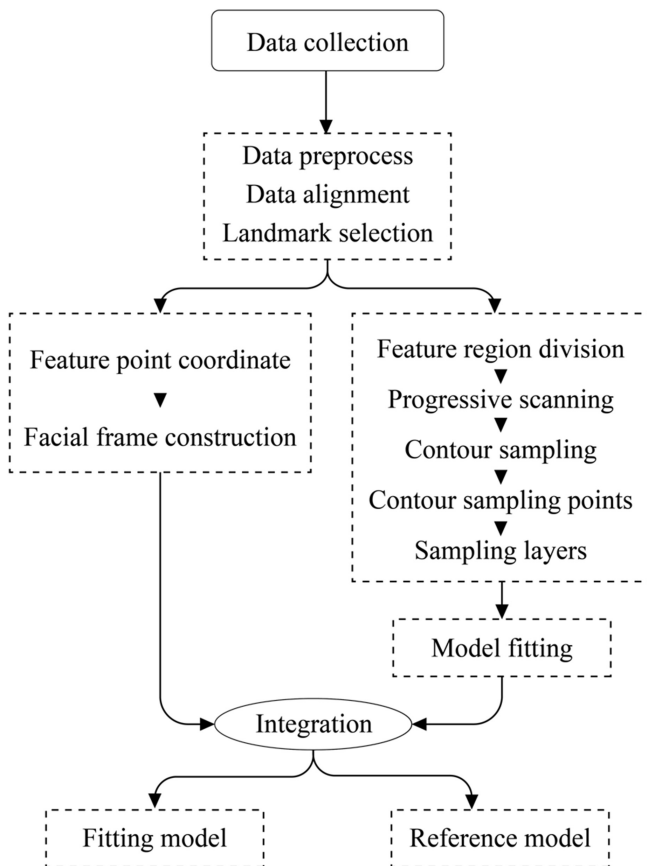 Data collection
Data preprocess
Data alignment
Landmark selection
Feature point coordinate
Facial frame construction
Feature region division
Progressive scanning
Contour sampling
Contour sampling points
Sampling layers
Model fitting
Integration
Fitting model
Reference model